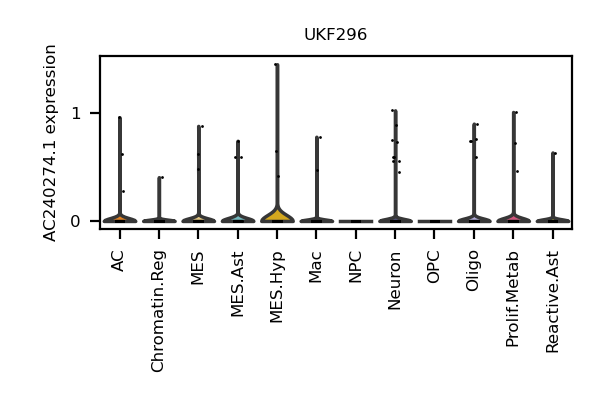 UKF296
AC240274.1 expression
1
0
AC
Chromatin.Reg
MES
MES.Ast
MES.Hyp
Mac
NPC
Neuron
OPC
Oligo
Prolif.Metab
Reactive.Ast